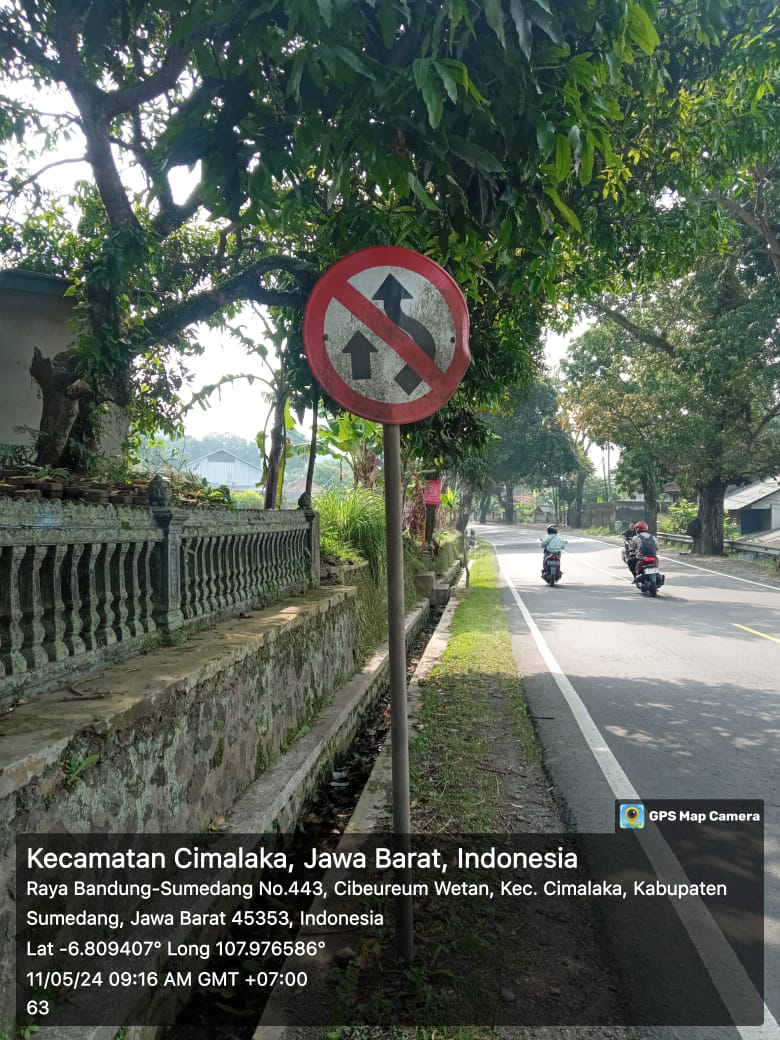 GPS Map Camera
Kecamatan Cimalaka, Jawa Barat, Indonesia
Raya Bandung-Sumedang No.443, Cibeureum Wetan, Kec. Cimalaka, Kabupaten
Sumedang, Jawa Barat 45353, Indonesia
Lat -6.809407° Long 107.976586°
11/05/24 09:16 AM GMT +07:00
63